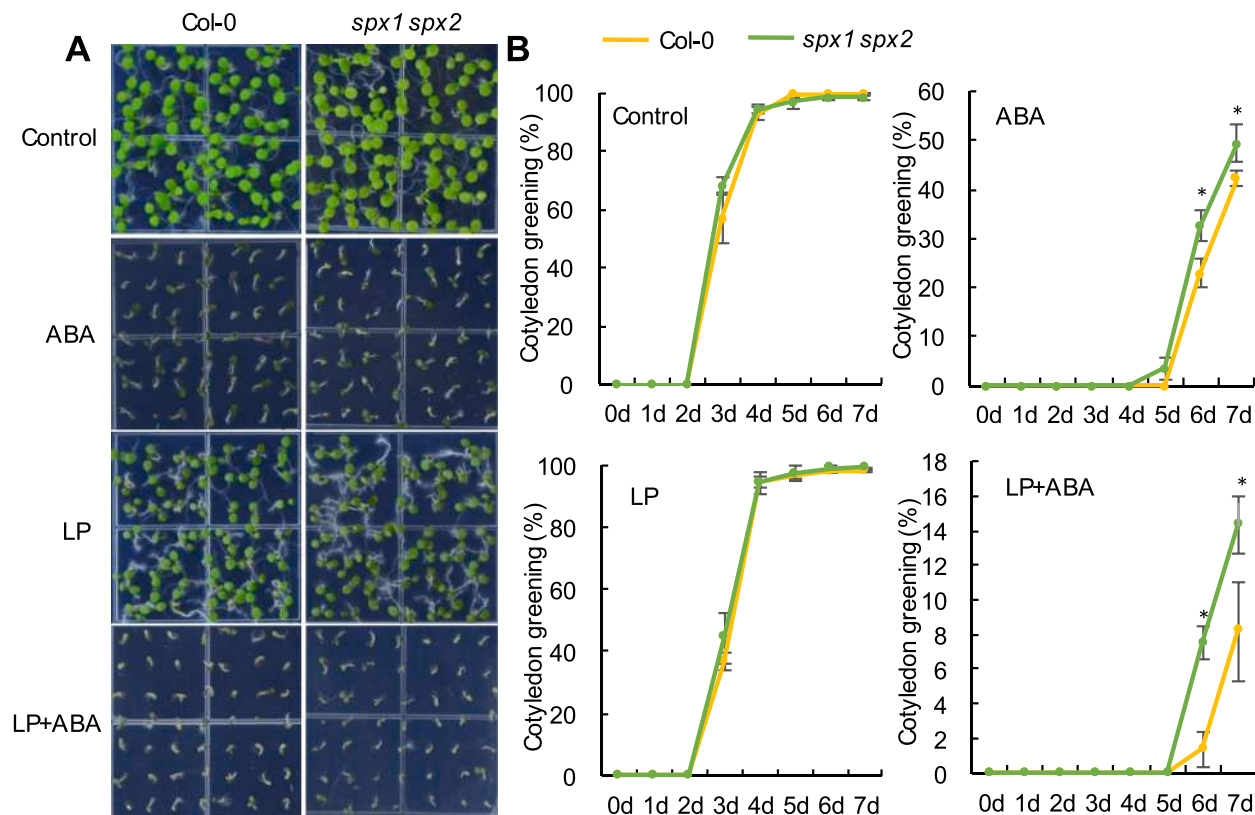 A
Col-0
spx1 spx2
Control
ABA
LP
LP+ABA
B
Col-0
spx1 spx2
Cotyledon greening (%)
100
80
60
40
20
0
Control
0d 1d 2d 3d 4d 5d 6d 7d
Cotyledon greening (%)
60
50
40
30
20
10
0
ABA
*
*
0d 1d 2d 3d 4d 5d 6d 7d
Cotyledon greening (%)
100
80
60
40
20
0
LP
0d 1d 2d 3d 4d 5d 6d 7d
Cotyledon greening (%)
18
16
14
12
10
8
6
4
2
0
LP+ABA
*
*
0d 1d 2d 3d 4d 5d 6d 7d